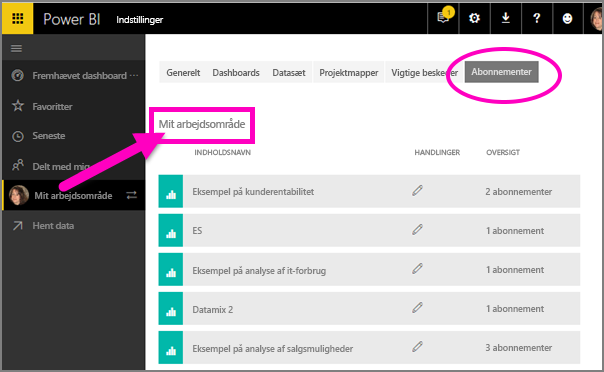 Power BI Indstillinger 1 ?
Generelt Dashboards Datasæt Projektmapper Vigtige beskeder Abonnementer
Fremhævet dashboard ...
Favoritter
Seneste
Delt med mig
Mit arbejdsområde
Hent data
Mit arbejdsområde
INDHOLDSNAVN HANDLINGER OVERSIGT
Eksempel på kunderentabilitet 2 abonnementer
ES 1 abonnement
Eksempel på analyse af it-forbrug 1 abonnement
Datamix 2 1 abonnement
Eksempel på analyse af salgsmuligheder 3 abonnementer